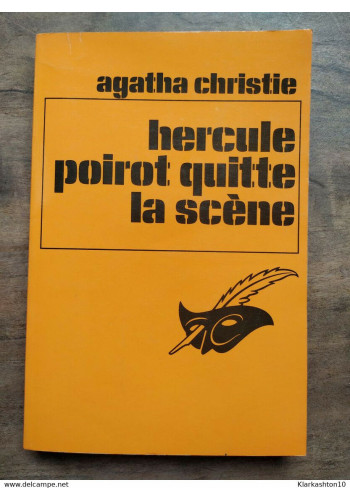 agatha christie
hercule
poirot quitte
la scène
www.delcampe.net
Klarkashton10